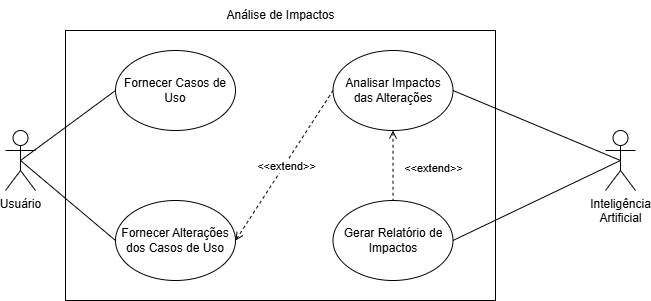 Análise de Impactos
Fornecer Casos de
Uso
Analisar Impactos
das Alterações
<<extend>>
<<extend>>
Usuário
Inteligência
Artificial
Fornecer Alterações
dos Casos de Uso
Gerar Relatório de
Impactos